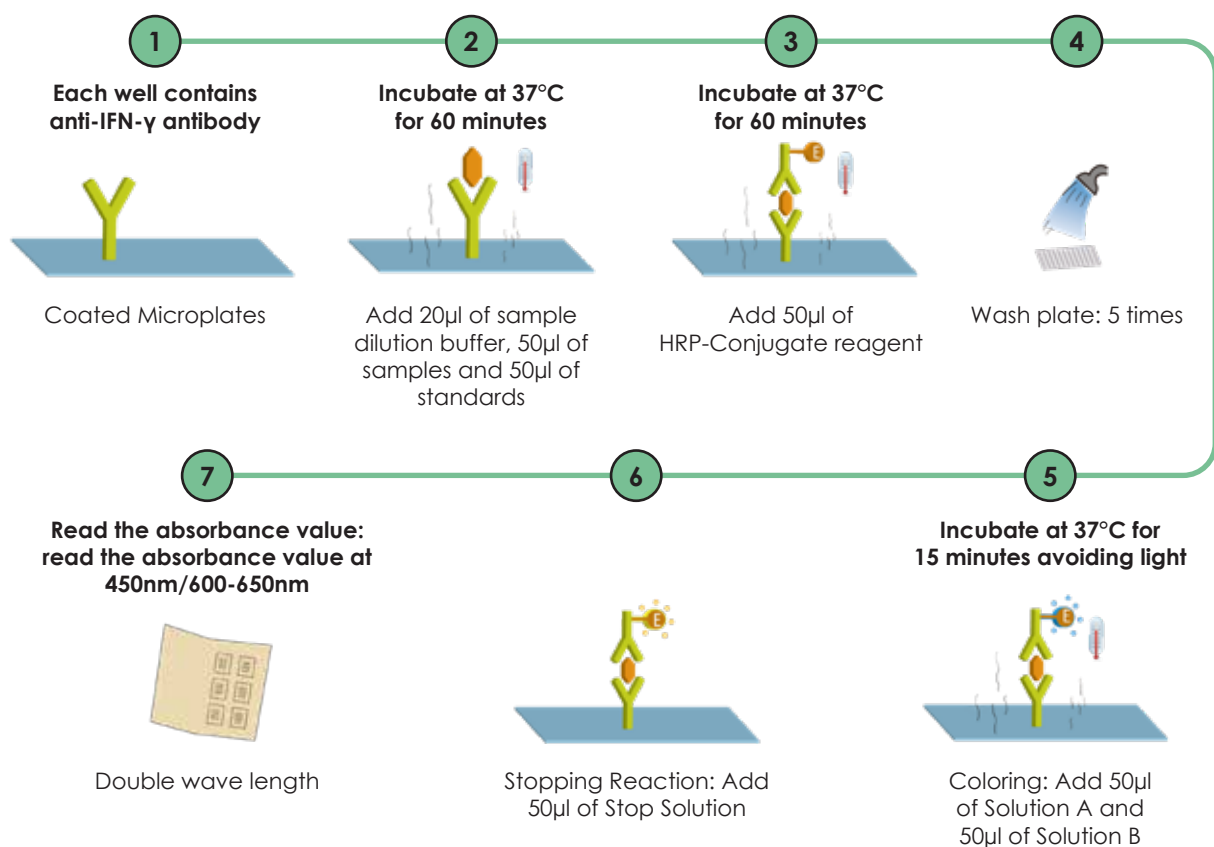 1
Each well contains
anti-IFN-γ antibody
Coated Microplates
2
Incubate at 37°C
for 60 minutes
Add 20µl of sample
dilution buffer, 50µl of
samples and 50µl of
standards
3
Incubate at 37°C
for 60 minutes
E
Add 50µl of
HRP-Conjugate reagent
4
Wash plate: 5 times
5
Incubate at 37°C for
15 minutes avoiding light
E
Coloring: Add 50µl
of Solution A and
50µl of Solution B
6
E
Stopping Reaction: Add
50µl of Stop Solution
7
Read the absorbance value:
read the absorbance value at
450nm/600-650nm
Double wave length